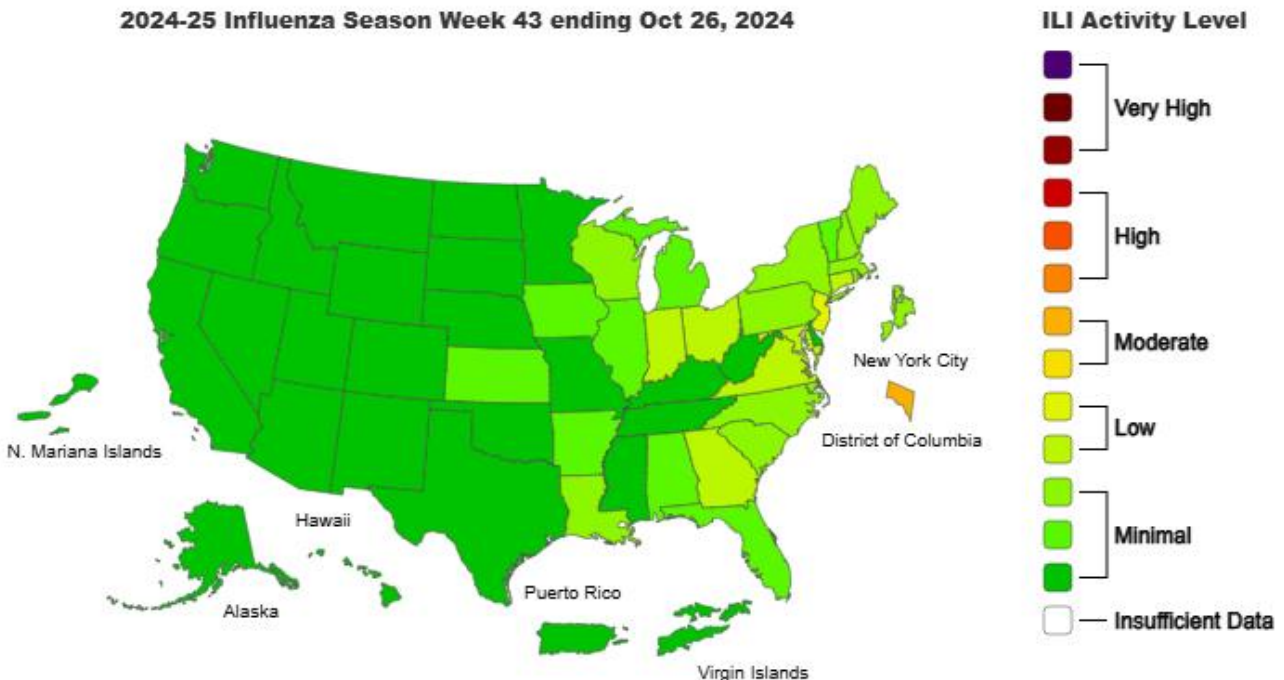 2024-25 Influenza Season Week 43 ending Oct 26, 2024
ILI Activity Level
Very High
High
Moderate
Low
Minimal
Insufficient Data
New York City
District of Columbia
N. Mariana Islands
Hawaii
Alaska
Puerto Rico
Virgin Islands